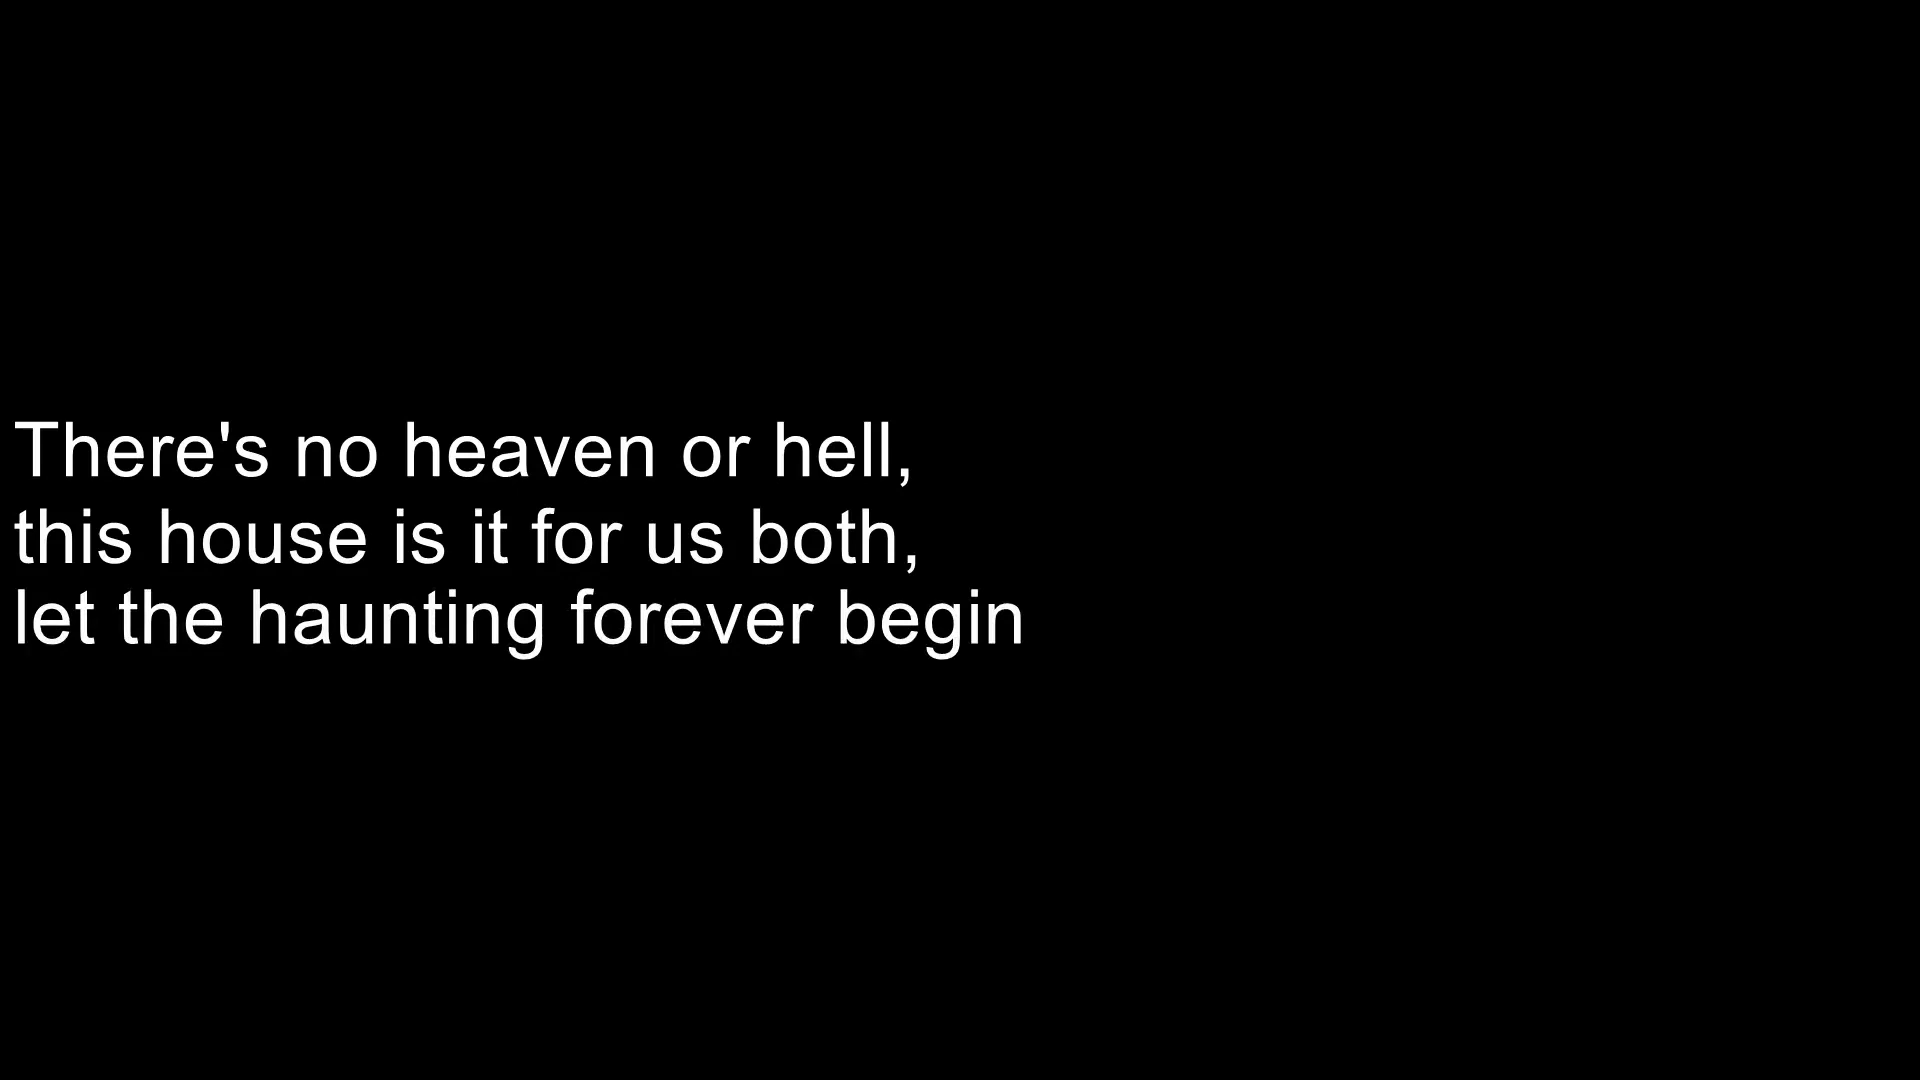 There's no heaven or hell,
this house is it for us both,
let the haunting forever begin